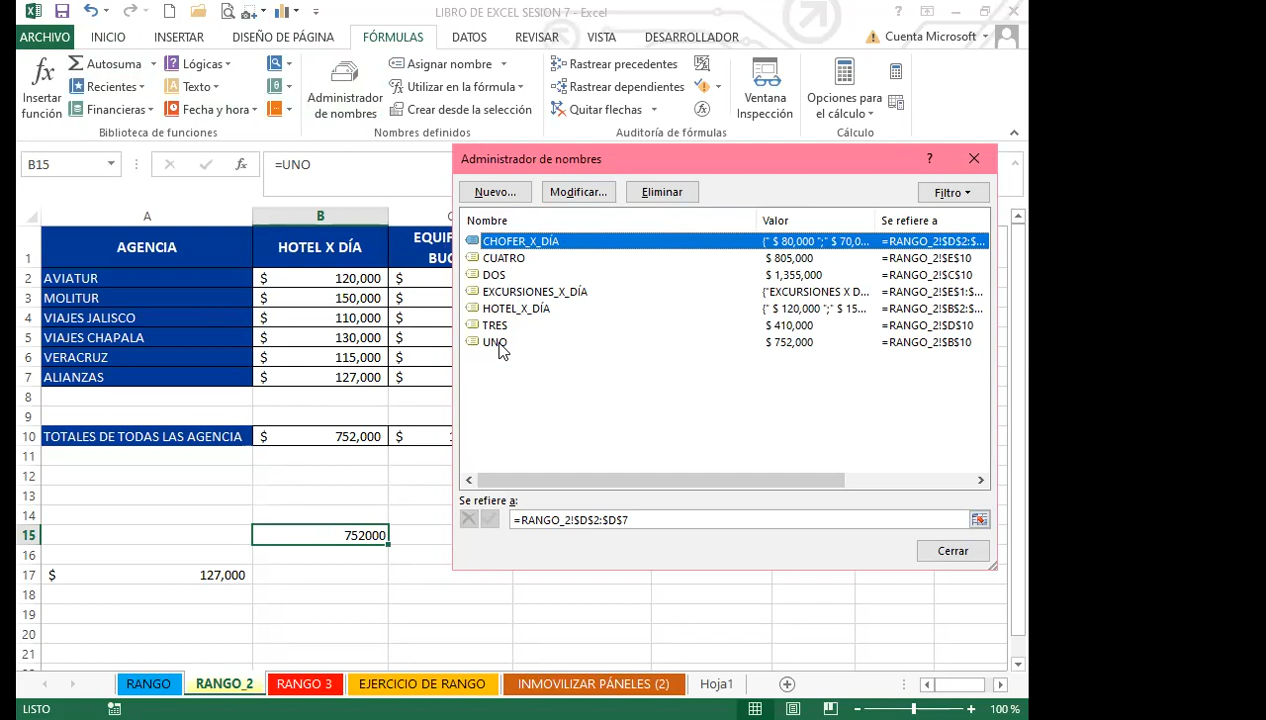 LIBRO DE EXCEL SESION 7 - Excel
ARCHIVO INICIO INSERTAR DISEÑO DE PÁGINA FÓRMULAS DATOS REVISAR VISTA DESARROLLADOR Cuenta Microsoft
Insertar función
Autosuma Lógicas
Recientes Texto
Financieras Fecha y hora
Biblioteca de funciones
Administrador de nombres
Asignar nombre
Utilizar en la fórmula
Crear desde la selección
Nombres definidos
Rastrear precedentes
Rastrear dependientes
Quitar flechas
Auditoría de fórmulas
Ventana Inspección
Opciones para el cálculo
Cálculo
B15 =UNO
A B C
1 AGENCIA HOTEL X DÍA
2 AVIATUR $ 120,000 $
3 MOLITUR $ 150,000 $
4 VIAJES JALISCO $ 110,000 $
5 VIAJES CHAPALA $ 130,000 $
6 VERACRUZ $ 115,000 $
7 ALIANZAS $ 127,000 $
8
9
10 TOTALES DE TODAS LAS AGENCIA $ 752,000 $ 1
11
12
13
14
15 752000
16
17 $ 127,000
18
19
20
21
Administrador de nombres ?
Nuevo... Modificar... Eliminar Filtro
Nombre Valor Se refiere a
CHOFER_X_DÍA {" $ 80,000 ";" $ 70,0... =RANGO_2!$D$2:$...
CUATRO $ 805,000 =RANGO_2!$E$10
DOS $ 1,355,000 =RANGO_2!$C$10
EXCURSIONES_X_DÍA {"EXCURSIONES X D... =RANGO_2!$E$1:$...
HOTEL_X_DÍA {" $ 120,000 ";" $ 15... =RANGO_2!$B$2:$...
TRES $ 410,000 =RANGO_2!$D$10
UNO $ 752,000 =RANGO_2!$B$10
Se refiere a:
=RANGO_2!$D$2:$D$7
Cerrar
RANGO RANGO_2 RANGO 3 EJERCICIO DE RANGO INMOVILIZAR PÁNELES (2) Hoja1
LISTO 100 %